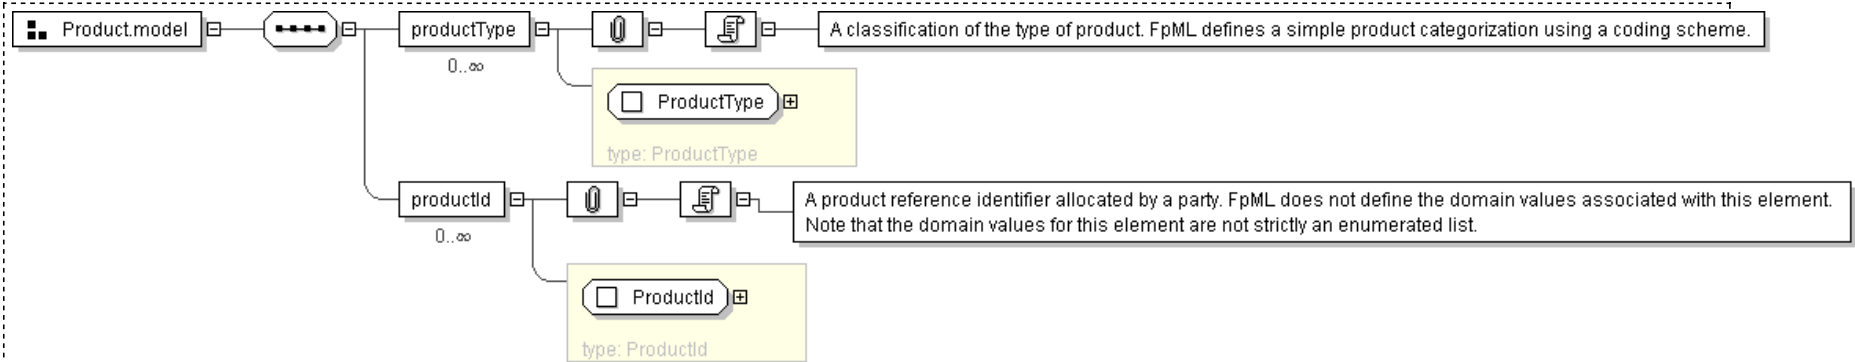 Product.model
productType
A classification of the type of product. FpML defines a simple product categorization using a coding scheme.
0..∞
ProductType
type: ProductType
productId
A product reference identifier allocated by a party. FpML does not define the domain values associated with this element.
Note that the domain values for this element are not strictly an enumerated list.
0..∞
ProductId
type: ProductId